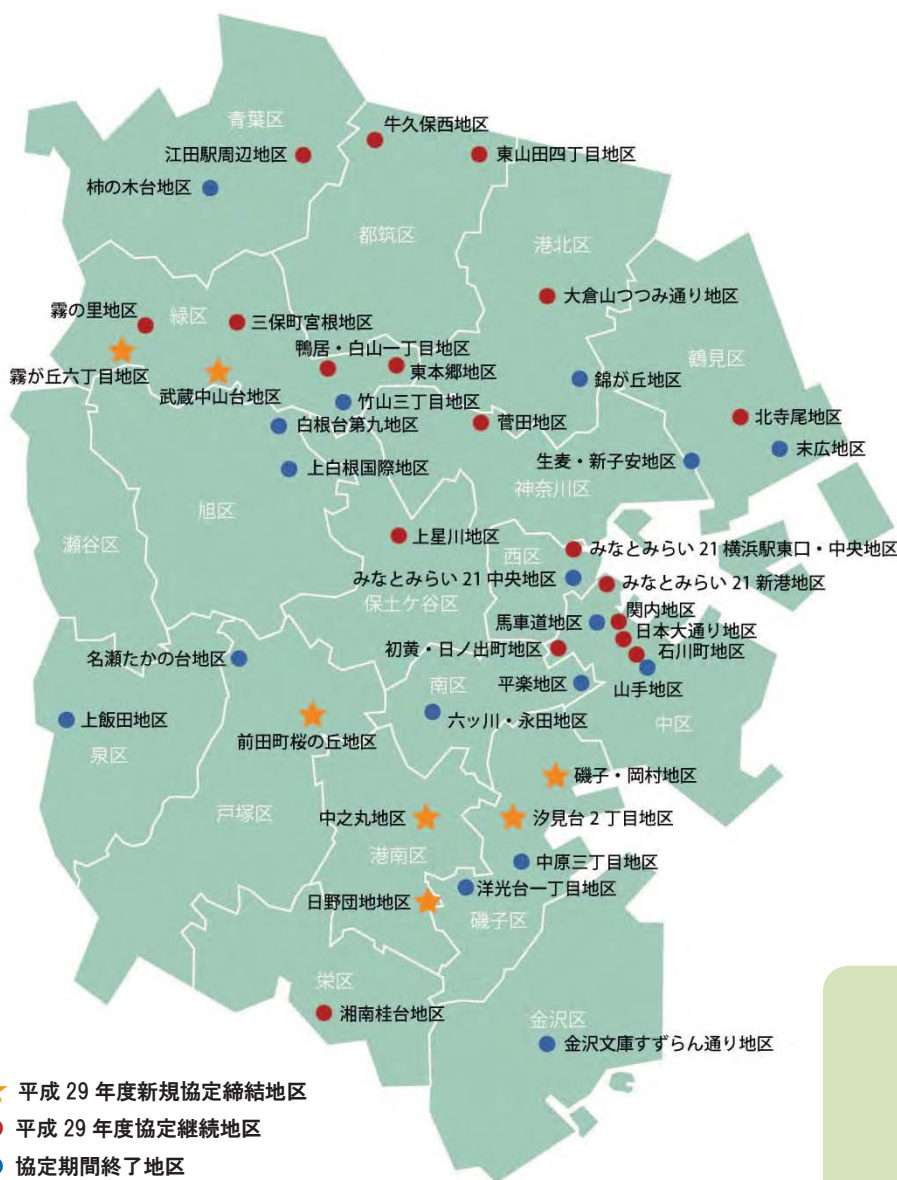 青葉区
牛久保西地区
江田駅周辺地区
東山田四丁目地区
柿の木台地区
都筑区
港北区
大倉山つつみ通り地区
霧の里地区
緑区
三保町宮根地区
鴨居・白山一丁目地区
東本郷地区
鶴見区
霧が丘六丁目地区
武蔵中山台地区
錦が丘地区
竹山三丁目地区
白根台第九地区
菅田地区
北寺尾地区
末広地区
上白根国際地区
生麦・新子安地区
神奈川区
旭区
瀬谷区
上星川地区
西区
みなとみらい 21 横浜駅東口・中央地区
みなとみらい 21 中央地区
みなとみらい 21 新港地区
保土ケ谷区
馬車道地区
関内地区
日本大通り地区
初黄・日ノ出町地区
石川町地区
名瀬たかの台地区
南区
平楽地区
山手地区
上飯田地区
六ッ川・永田地区
中区
前田町桜の丘地区
泉区
磯子・岡村地区
戸塚区
中之丸地区
汐見台 2 丁目地区
港南区
中原三丁目地区
洋光台一丁目地区
日野団地地区
磯子区
栄区
湘南桂台地区
金沢区
金沢文庫すずらん通り地区
平成 29 年度新規協定締結地区
平成 29 年度協定継続地区
協定期間終了地区